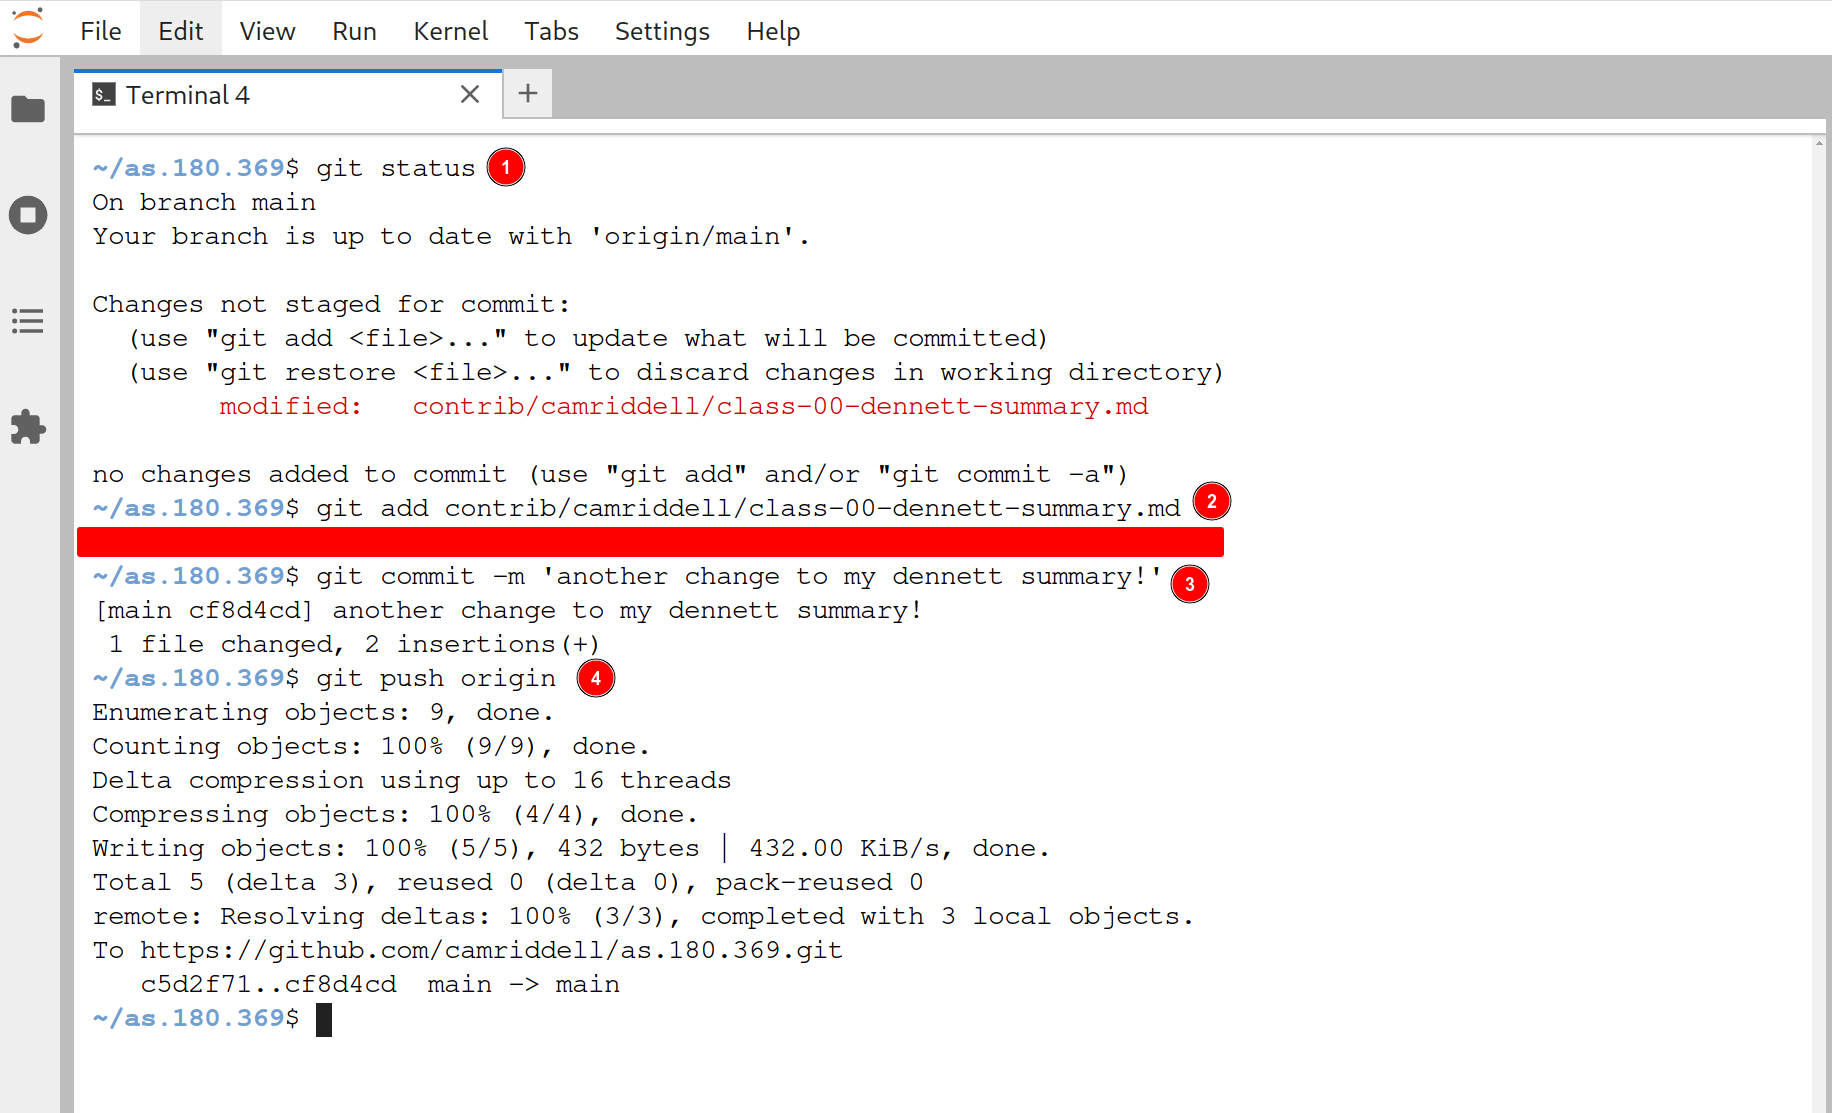 File Edit View Run Kernel Tabs Settings Help
$_ Terminal 4
~/as.180.369$ git status 1
On branch main
Your branch is up to date with 'origin/main'.
Changes not staged for commit:
(use "git add <file>..." to update what will be committed)
(use "git restore <file>..." to discard changes in working directory)
modified: contrib/camriddell/class-00-dennett-summary.md
no changes added to commit (use "git add" and/or "git commit -a")
~/as.180.369$ git add contrib/camriddell/class-00-dennett-summary.md 2
~/as.180.369$ git commit -m 'another change to my dennett summary!' 3
[main cf8d4cd] another change to my dennett summary!
1 file changed, 2 insertions(+)
~/as.180.369$ git push origin 4
Enumerating objects: 9, done.
Counting objects: 100% (9/9), done.
Delta compression using up to 16 threads
Compressing objects: 100% (4/4), done.
Writing objects: 100% (5/5), 432 bytes | 432.00 KiB/s, done.
Total 5 (delta 3), reused 0 (delta 0), pack-reused 0
remote: Resolving deltas: 100% (3/3), completed with 3 local objects.
To https://github.com/camriddell/as.180.369.git
c5d2f71..cf8d4cd main -> main
~/as.180.369$